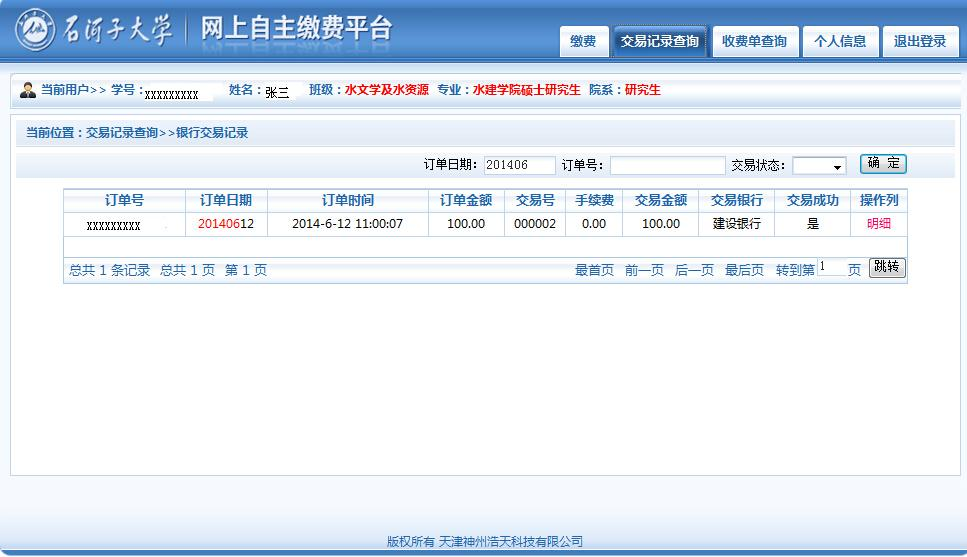 石河子大学 网上自主缴费平台
缴费 交易记录查询 收费单查询 个人信息 退出登录
当前用户>> 学号：xxxxxxxxx 姓名：张三 班级：水文学及水资源 专业：水建学院硕士研究生 院系：研究生
当前位置：交易记录查询>>银行交易记录
订单日期： 201406 订单号： 交易状态： 确 定
订单号 订单日期 订单时间 订单金额 交易号 手续费 交易金额 交易银行 交易成功 操作列
xxxxxxxxx 20140612 2014-6-12 11:00:07 100.00 000002 0.00 100.00 建设银行 是 明细
总共 1 条记录 总共 1 页 第 1 页 最首页 前一页 后一页 最后页 转到第 1 页 跳转
版权所有 天津神州浩天科技有限公司